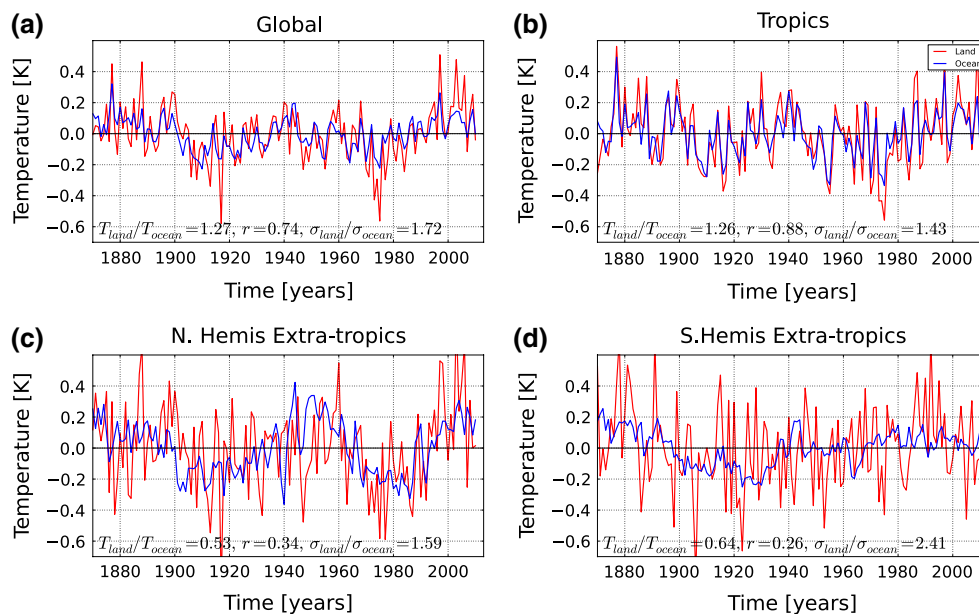 (a)
Global
Temperature [K]
0.4
0.2
0.0
−0.2
−0.4
−0.6
T_land/T_ocean=1.27, r=0.74, σ_land/σ_ocean=1.72
1880 1900 1920 1940 1960 1980 2000
Time [years]
(b)
Tropics
Land
Ocean
Temperature [K]
0.4
0.2
0.0
−0.2
−0.4
−0.6
T_land/T_ocean=1.26, r=0.88, σ_land/σ_ocean=1.43
1880 1900 1920 1940 1960 1980 2000
Time [years]
(c)
N. Hemis Extra-tropics
Temperature [K]
0.4
0.2
0.0
−0.2
−0.4
−0.6
T_land/T_ocean=0.53, r=0.34, σ_land/σ_ocean=1.59
1880 1900 1920 1940 1960 1980 2000
Time [years]
(d)
S.Hemis Extra-tropics
Temperature [K]
0.4
0.2
0.0
−0.2
−0.4
−0.6
T_land/T_ocean=0.64, r=0.26, σ_land/σ_ocean=2.41
1880 1900 1920 1940 1960 1980 2000
Time [years]